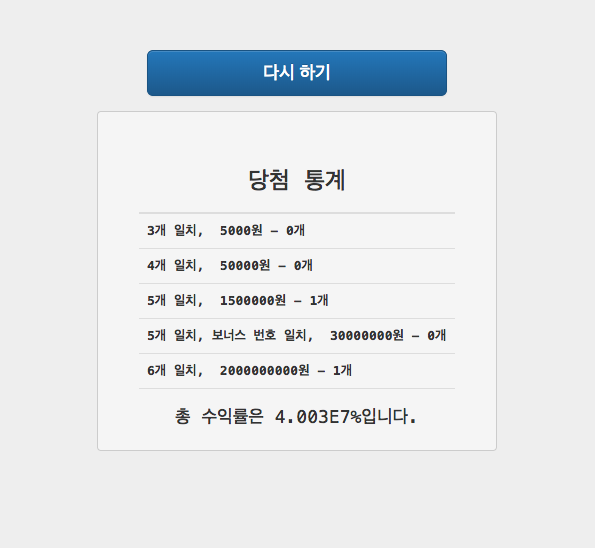 다시 하기
당첨 통계
3개 일치, 5000원 – 0개
4개 일치, 50000원 – 0개
5개 일치, 1500000원 – 1개
5개 일치, 보너스 번호 일치, 30000000원 – 0개
6개 일치, 2000000000원 – 1개
총 수익률은 4.003E7%입니다.